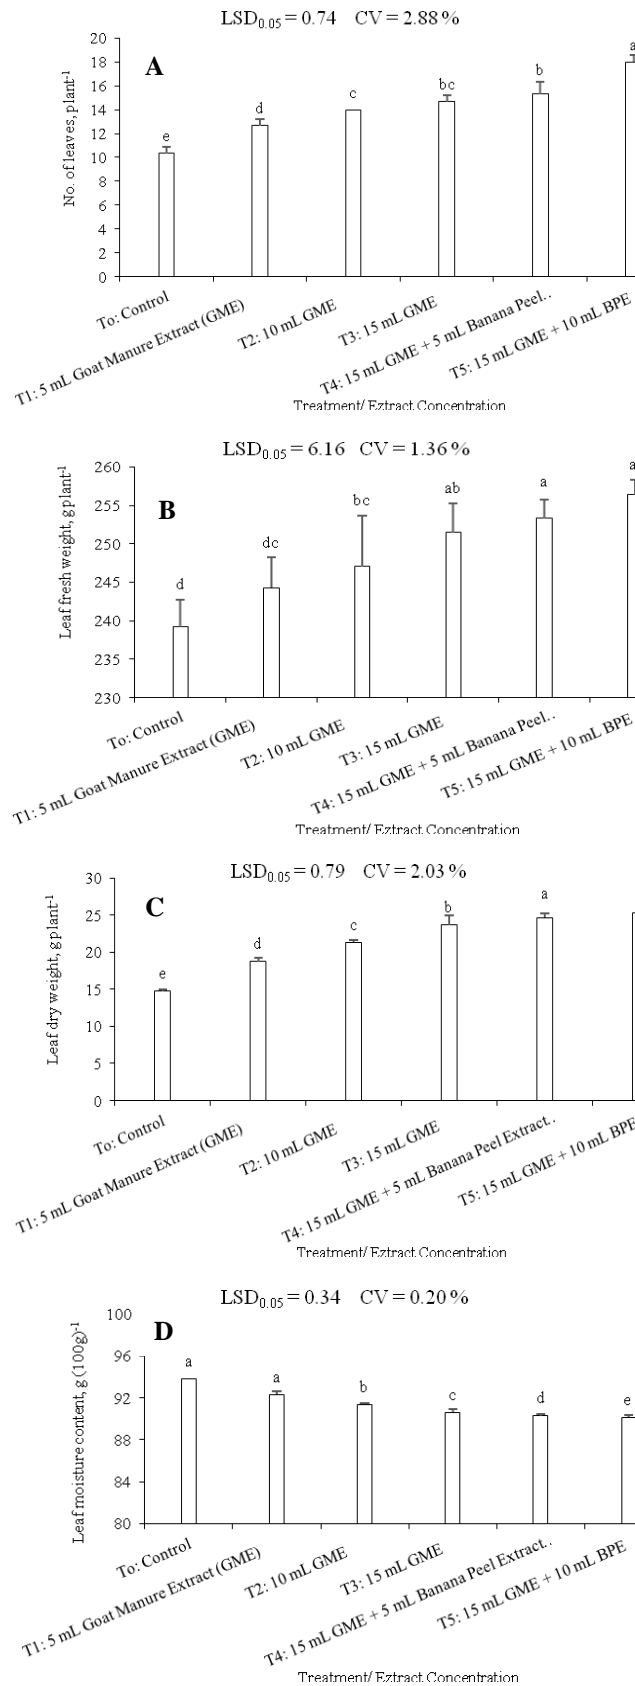 LSD0.05 = 0.74 CV = 2.88 %
A
No. of leaves, plant-1
20
18
16
14
12
10
8
6
4
2
0
e
d
c
bc
b
a
To: Control
T1: 5 mL Goat Manure Extract (GME)
T2: 10 mL GME
T3: 15 mL GME
T4: 15 mL GME + 5 mL Banana Peel..
T5: 15 mL GME + 10 mL BPE
Treatment/ Eztract Concentration
LSD0.05 = 6.16 CV = 1.36 %
B
Leaf fresh weight, g plant-1
260
255
250
245
240
235
230
d
dc
bc
ab
a
a
To: Control
T1: 5 mL Goat Manure Extract (GME)
T2: 10 mL GME
T3: 15 mL GME
T4: 15 mL GME + 5 mL Banana Peel..
T5: 15 mL GME + 10 mL BPE
Treatment/ Eztract Concentration
LSD0.05 = 0.79 CV = 2.03 %
C
Leaf dry weight, g plant-1
30
25
20
15
10
5
0
e
d
c
b
a
To: Control
T1: 5 mL Goat Manure Extract (GME)
T2: 10 mL GME
T3: 15 mL GME
T4: 15 mL GME + 5 mL Banana Peel Extract..
T5: 15 mL GME + 10 mL BPE
Treatment/ Eztract Concentration
LSD0.05 = 0.34 CV = 0.20 %
D
Leaf moisture content, g (100g)-1
100
96
92
88
84
80
a
a
b
c
d
e
To: Control
T1: 5 mL Goat Manure Extract (GME)
T2: 10 mL GME
T3: 15 mL GME
T4: 15 mL GME + 5 mL Banana Peel Extract..
T5: 15 mL GME + 10 mL BPE
Treatment/ Eztract Concentration